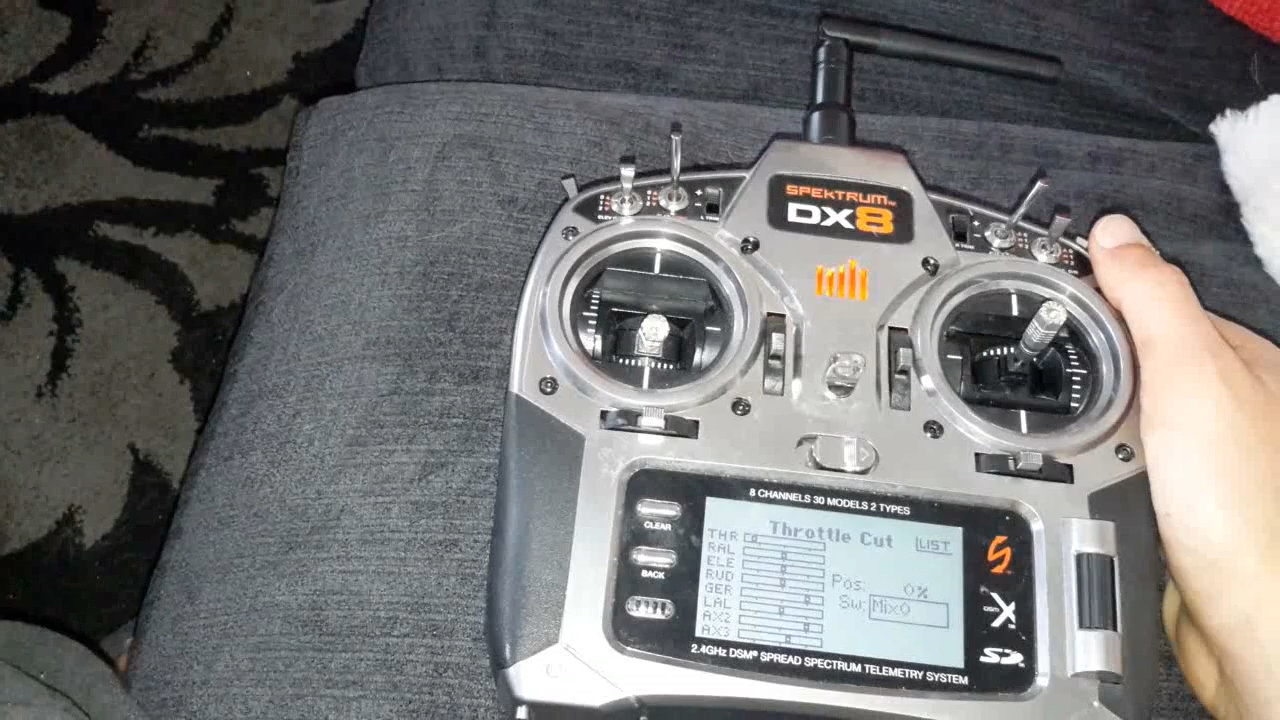 SPEKTRUM
DX8
8 CHANNELS 30 MODELS 2 TYPES
CLEAR
BACK
Throttle Cut
LIST
THR
RAL
ELE
RUD
GER
LAL
AX2
AX3
Pos: 0%
Sw: Mix0
X
SD
2.4GHz DSM® SPREAD SPECTRUM TELEMETRY SYSTEM